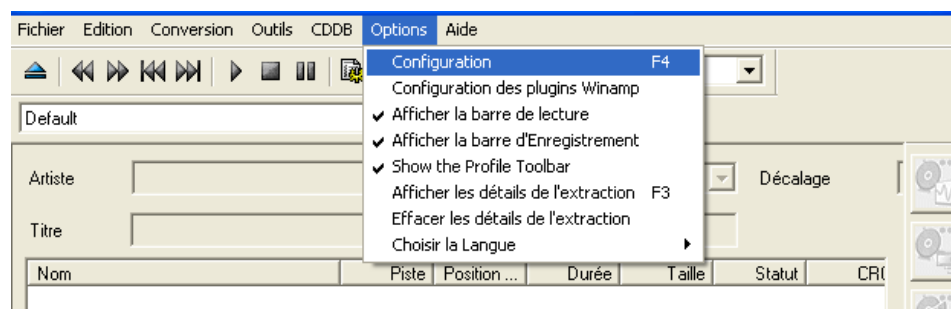 Fichier Edition Conversion Outils CDDB Options Aide
Configuration F4
Configuration des plugins Winamp
Default
Afficher la barre de lecture
Afficher la barre d'Enregistrement
Show the Profile Toolbar
Artiste
Décalage
Afficher les détails de l'extraction F3
Effacer les détails de l'extraction
Titre
Choisir la Langue
Nom Piste Position ... Durée Taille Statut